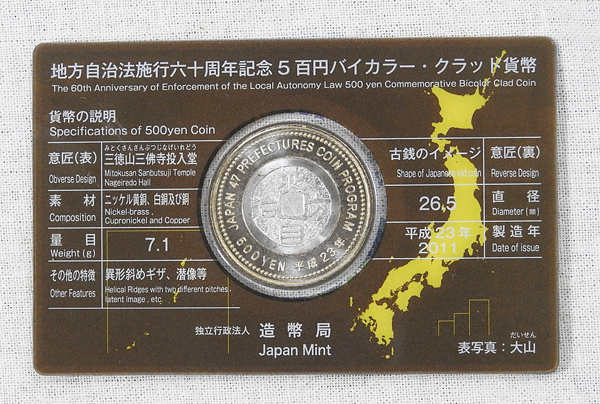 地方自治法施行六十周年記念5百円バイカラー・クラッド貨幣
The 60th Anniversary of Enforcement of the Local Autonomy Law 500 yen Commemorative Bicolor Clad Coin
貨幣の説明
Specifications of 500yen Coin
意匠(表)
Obverse Design
みとくさんさんぶつじなげいれどう
三徳山三佛寺投入堂
Mitokusan Sanbutsuji Temple
Nageiredo Hall
古銭のイメージ
Shape of Japanese old coin
意匠(裏)
Reverse Design
素材
Composition
ニッケル黄銅、白銅及び銅
Nickel-brass,
Cupronickel and Copper
26.5
直径
Diameter (㎜)
量目
Weight (g)
7.1
平成23年
2011
製造年
Date of issue
その他の特徴
Other Features
異形斜めギザ、潜像等
Helical Ridges with two different pitches,
latent image, etc.
JAPAN 47 PREFECTURES COIN PROGRAM
500 YEN 平成23年
独立行政法人 造幣局
Japan Mint
だいせん
表写真:大山